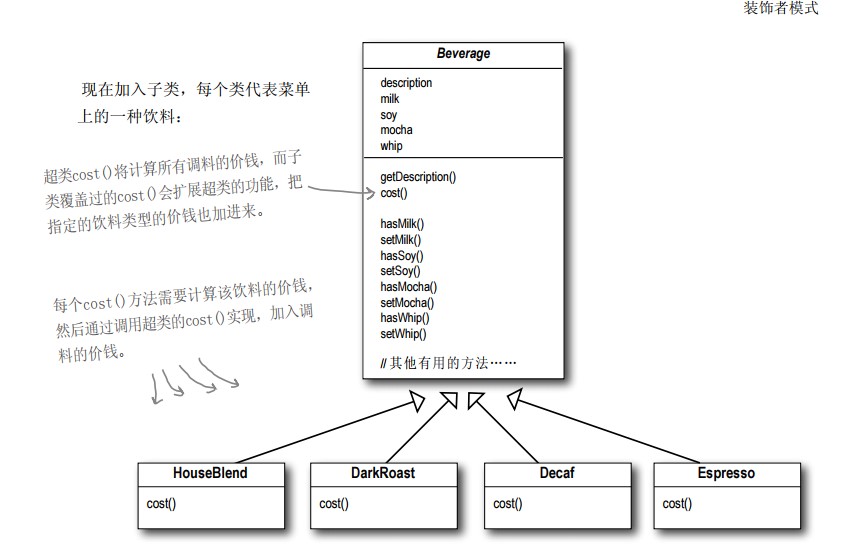 装饰者模式
现在加入子类，每个类代表菜单
上的一种饮料：
超类cost()将计算所有调料的价钱，而子
类覆盖过的cost()会扩展超类的功能，把
指定的饮料类型的价钱也加进来。
每个cost()方法需要计算该饮料的价钱，
然后通过调用超类的cost()实现，加入调
料的价钱。
Beverage
description
milk
soy
mocha
whip
getDescription()
cost()
hasMilk()
setMilk()
hasSoy()
setSoy()
hasMocha()
setMocha()
hasWhip()
setWhip()
// 其他有用的方法……
HouseBlend
cost()
DarkRoast
cost()
Decaf
cost()
Espresso
cost()